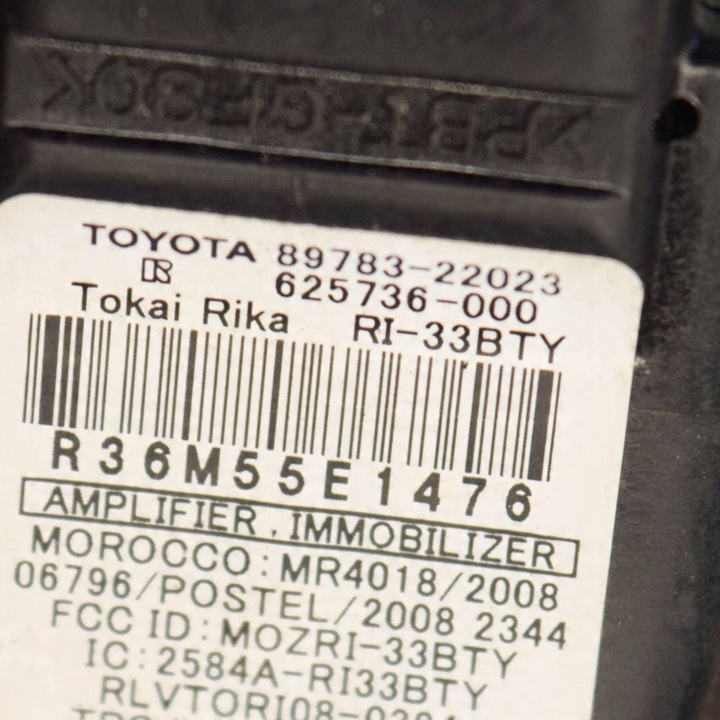 TOYOTA 89783-22023
625736-000
Tokai Rika RI-33BTY
R36M55E1476
AMPLIFIER, IMMOBILIZER
MOROCCO: MR4018/2008
06796/POSTEL/2008 2344
FCC ID: MOZRI-33BTY
IC: 2584A-RI33BTY